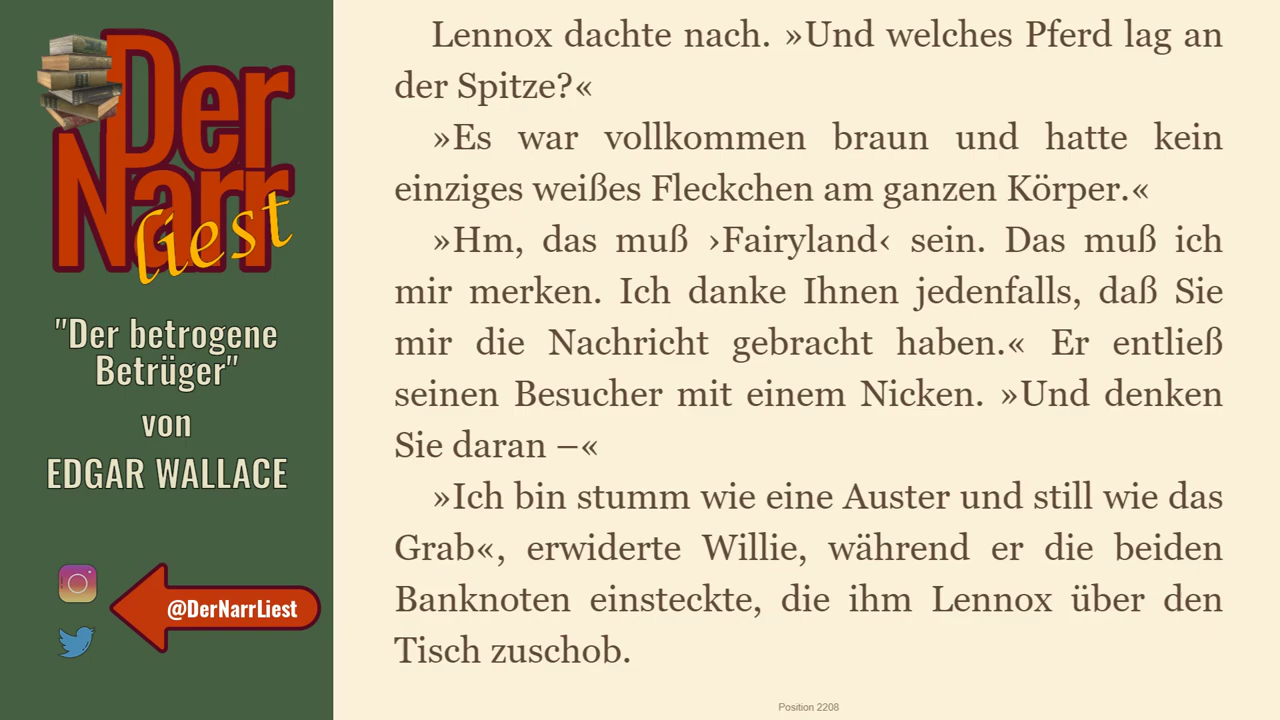 Der
Narr
liest
"Der betrogene
Betrüger"
von
EDGAR WALLACE
@DerNarrLiest
Lennox dachte nach. »Und welches Pferd lag an
der Spitze?«
»Es war vollkommen braun und hatte kein
einziges weißes Fleckchen am ganzen Körper.«
»Hm, das muß ›Fairyland‹ sein. Das muß ich
mir merken. Ich danke Ihnen jedenfalls, daß Sie
mir die Nachricht gebracht haben.« Er entließ
seinen Besucher mit einem Nicken. »Und denken
Sie daran –«
»Ich bin stumm wie eine Auster und still wie das
Grab«, erwiderte Willie, während er die beiden
Banknoten einsteckte, die ihm Lennox über den
Tisch zuschob.
Position 2208